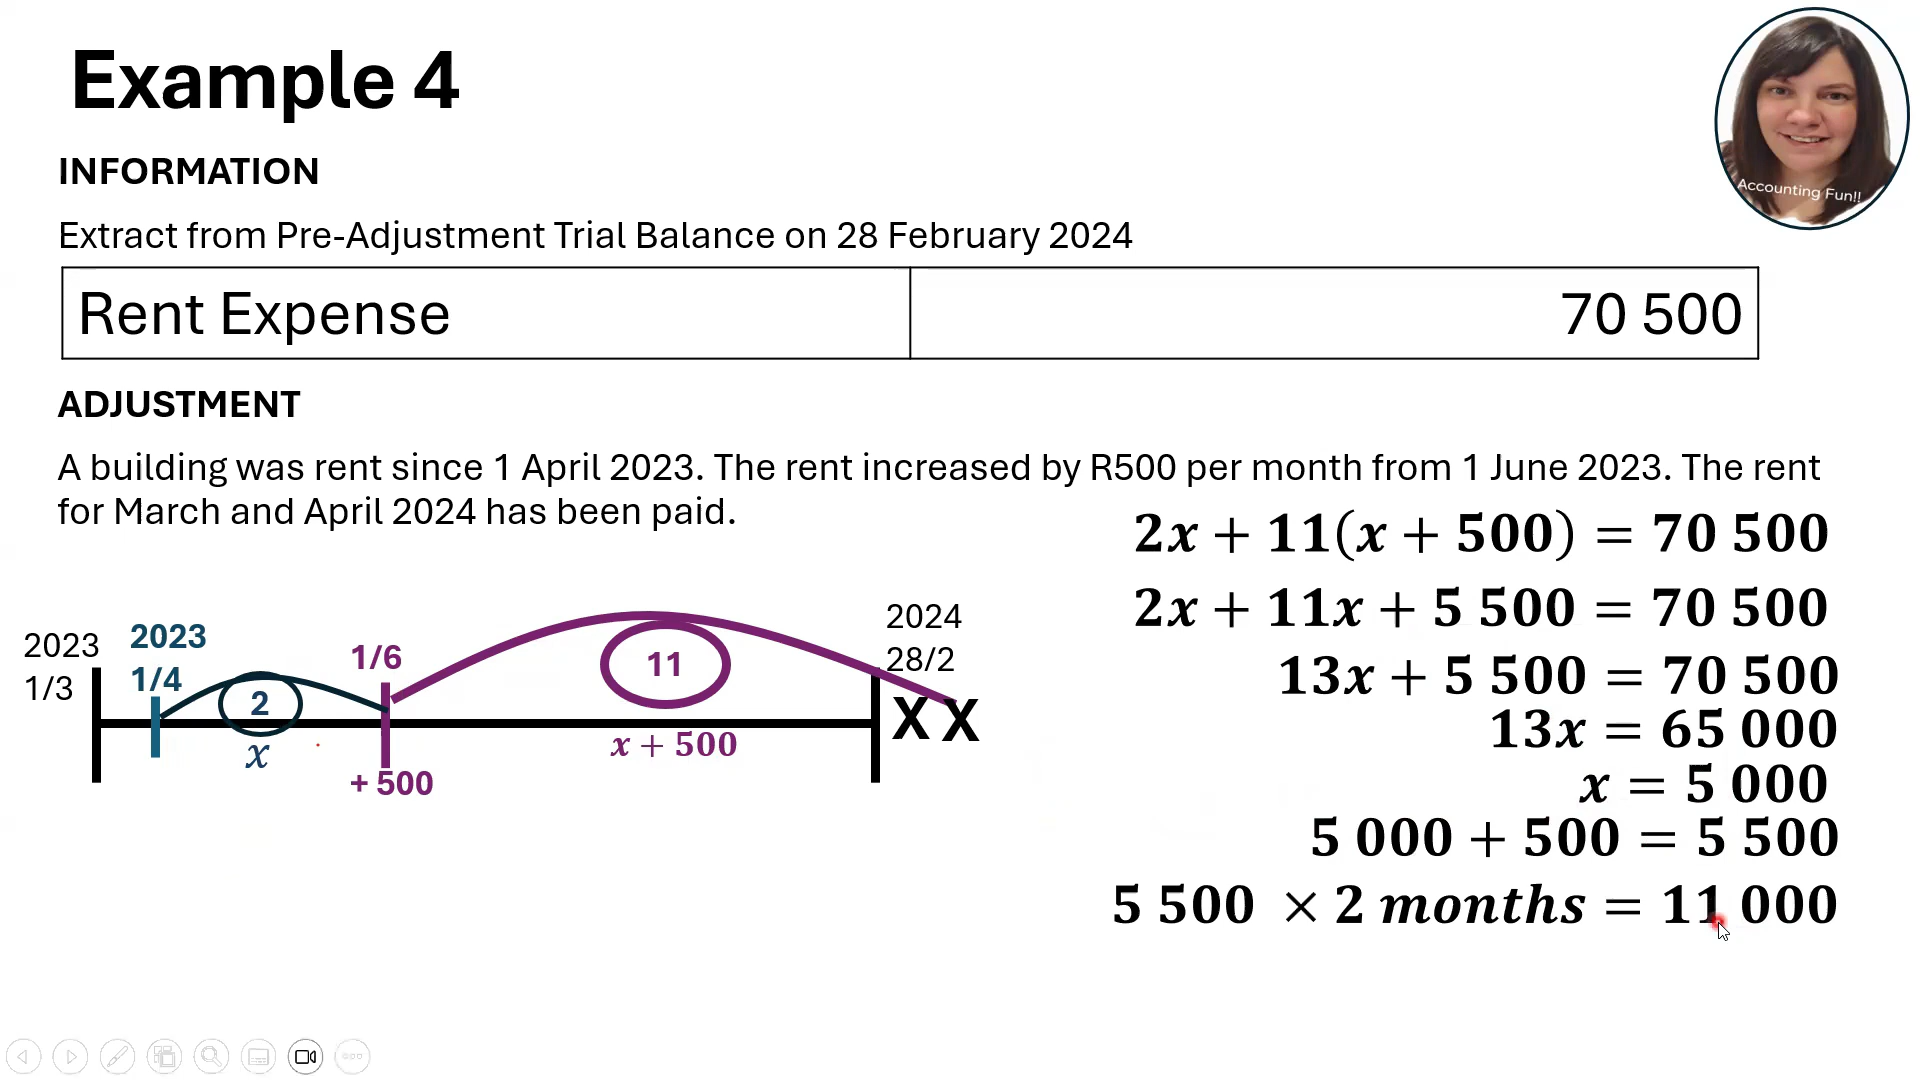 Example 4
Accounting Fun!!
INFORMATION
Extract from Pre-Adjustment Trial Balance on 28 February 2024
Rent Expense 70 500
ADJUSTMENT
A building was rent since 1 April 2023. The rent increased by R500 per month from 1 June 2023. The rent
for March and April 2024 has been paid.
2x + 11(x + 500) = 70 500
2x + 11x + 5 500 = 70 500
13x + 5 500 = 70 500
13x = 65 000
x = 5 000
5 000 + 500 = 5 500
5 500 × 2 months = 11 000
2023
1/3
2023
1/4
2
x
1/6
+ 500
11
x + 500
2024
28/2
X X